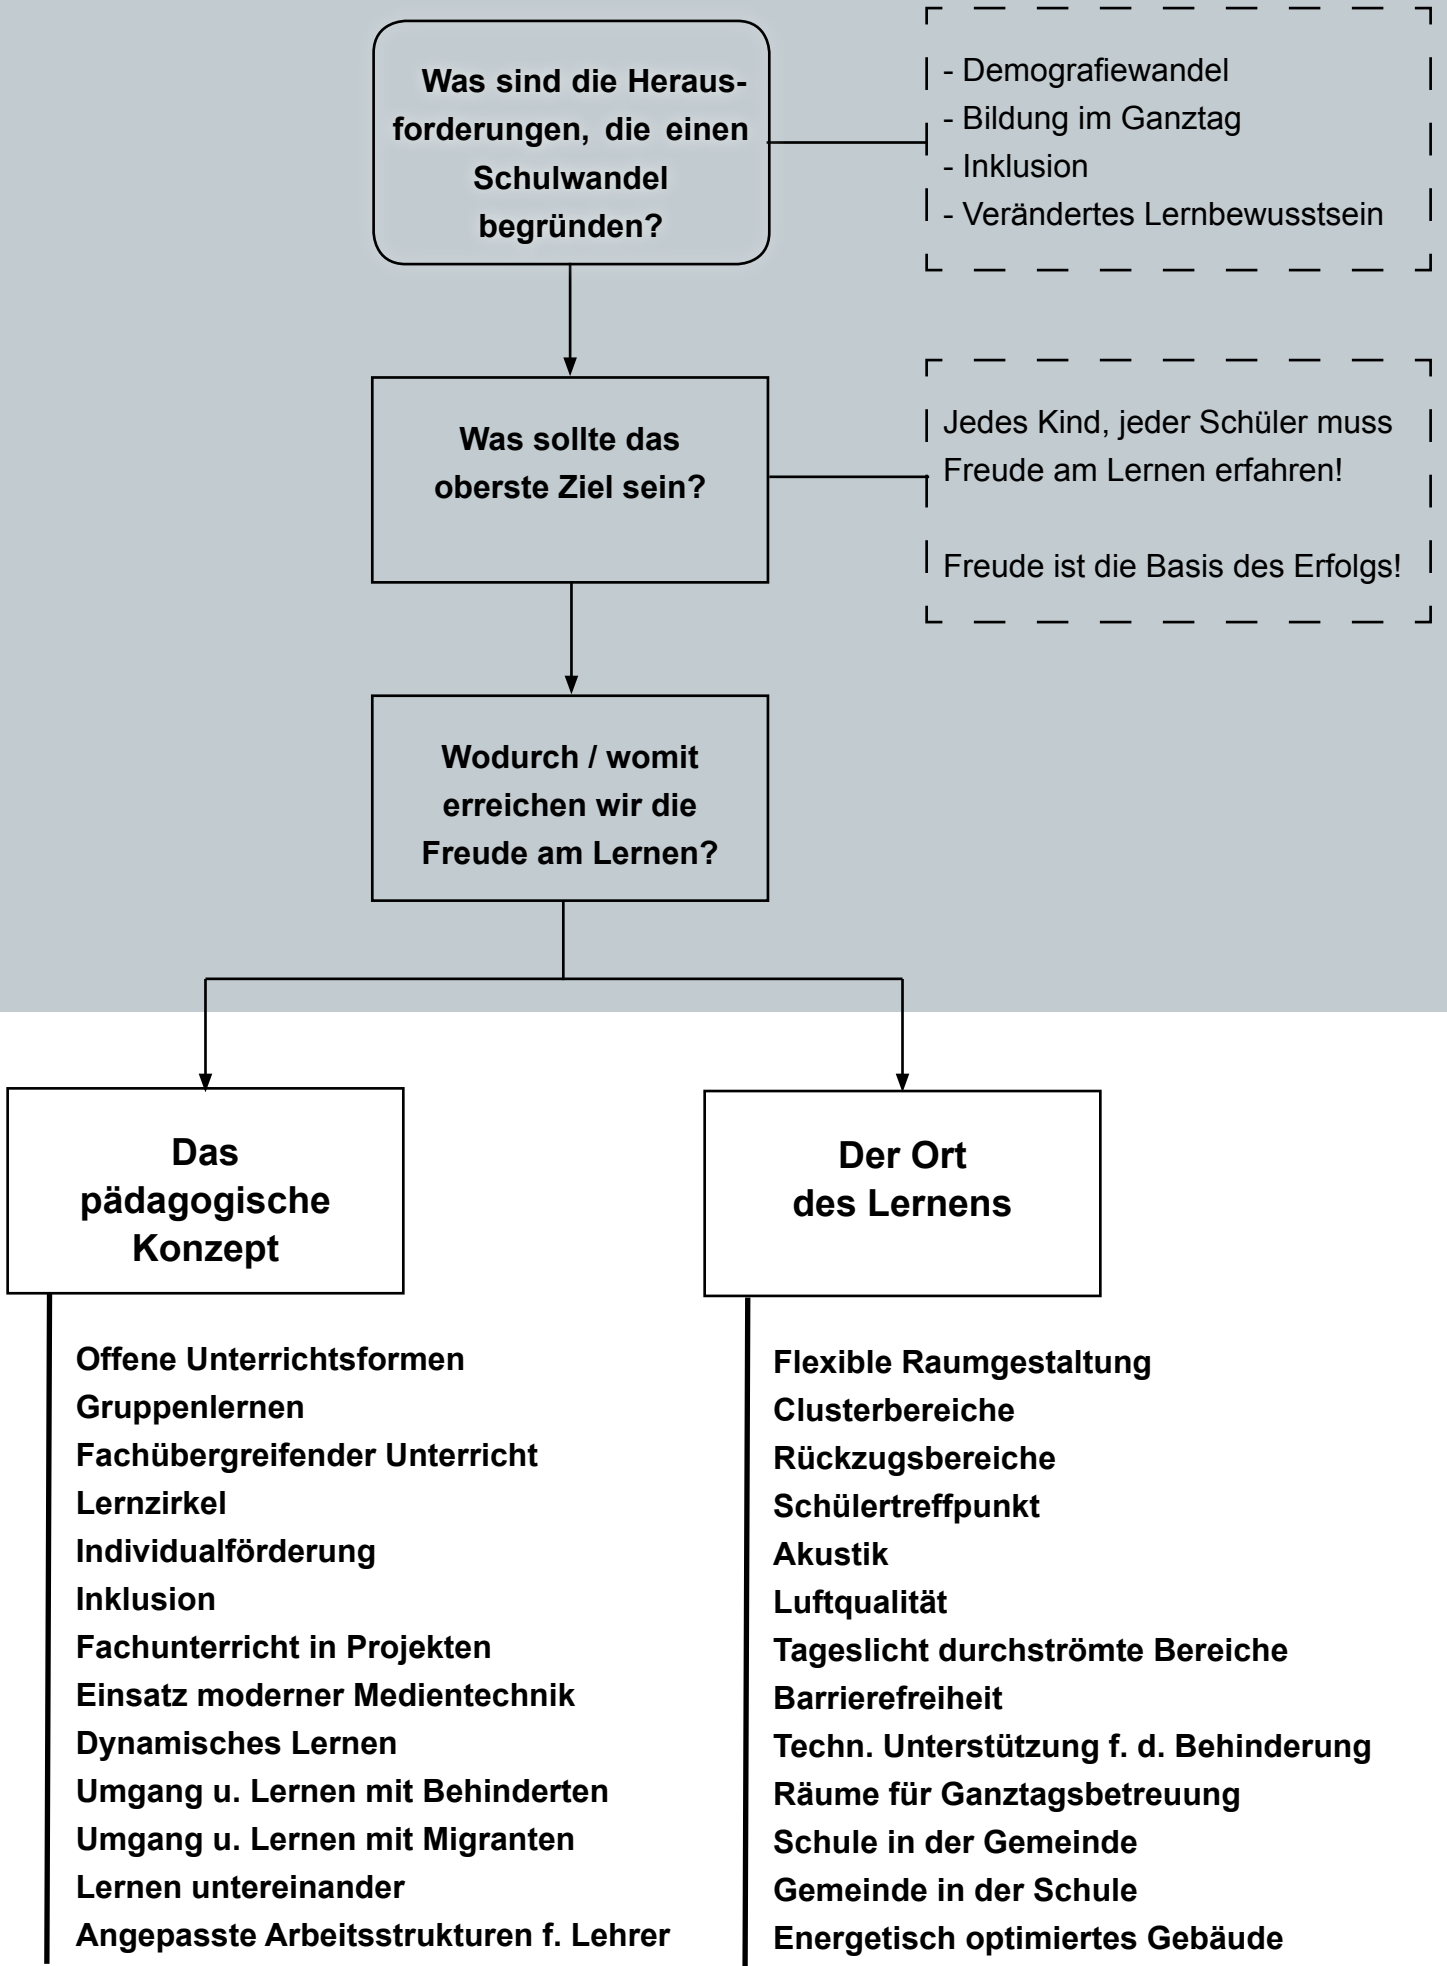 Was sind die Heraus-
forderungen, die einen
Schulwandel
begründen?
- Demografiewandel
- Bildung im Ganztag
- Inklusion
- Verändertes Lernbewusstsein
Was sollte das
oberste Ziel sein?
Jedes Kind, jeder Schüler muss
Freude am Lernen erfahren!
Freude ist die Basis des Erfolgs!
Wodurch / womit
erreichen wir die
Freude am Lernen?
Das
pädagogische
Konzept
Offene Unterrichtsformen
Gruppenlernen
Fachübergreifender Unterricht
Lernzirkel
Individualförderung
Inklusion
Fachunterricht in Projekten
Einsatz moderner Medientechnik
Dynamisches Lernen
Umgang u. Lernen mit Behinderten
Umgang u. Lernen mit Migranten
Lernen untereinander
Angepasste Arbeitsstrukturen f. Lehrer
Der Ort
des Lernens
Flexible Raumgestaltung
Clusterbereiche
Rückzugsbereiche
Schülertreffpunkt
Akustik
Luftqualität
Tageslicht durchströmte Bereiche
Barrierefreiheit
Techn. Unterstützung f. d. Behinderung
Räume für Ganztagsbetreuung
Schule in der Gemeinde
Gemeinde in der Schule
Energetisch optimiertes Gebäude